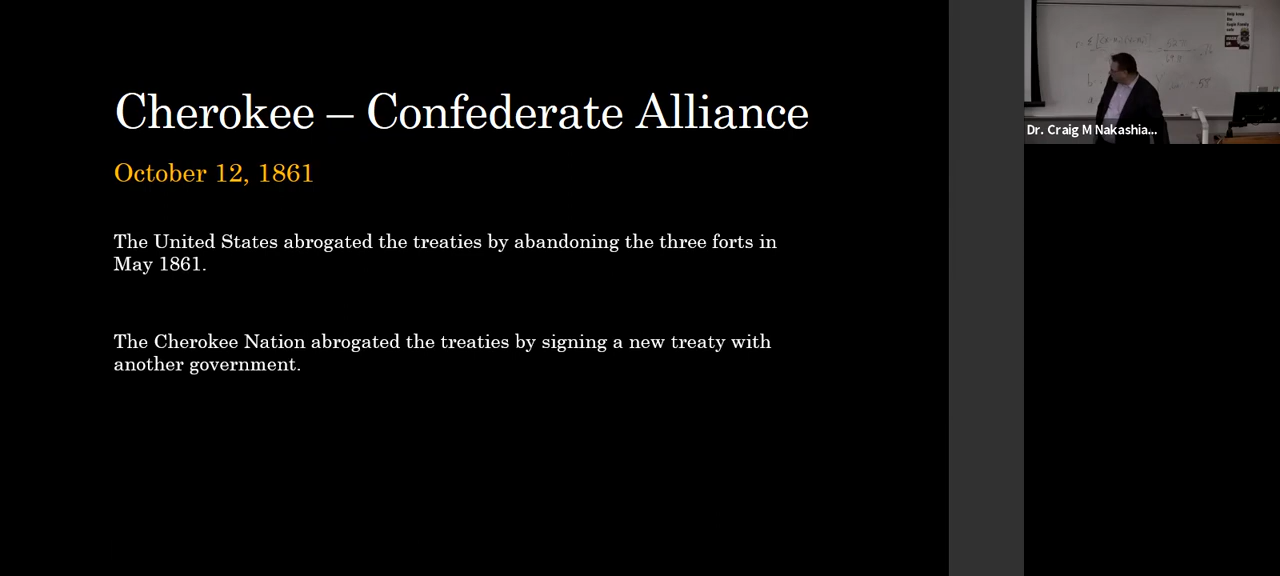 Cherokee – Confederate Alliance
October 12, 1861
The United States abrogated the treaties by abandoning the three forts in
May 1861.
The Cherokee Nation abrogated the treaties by signing a new treaty with
another government.
Dr. Craig M Nakashia...